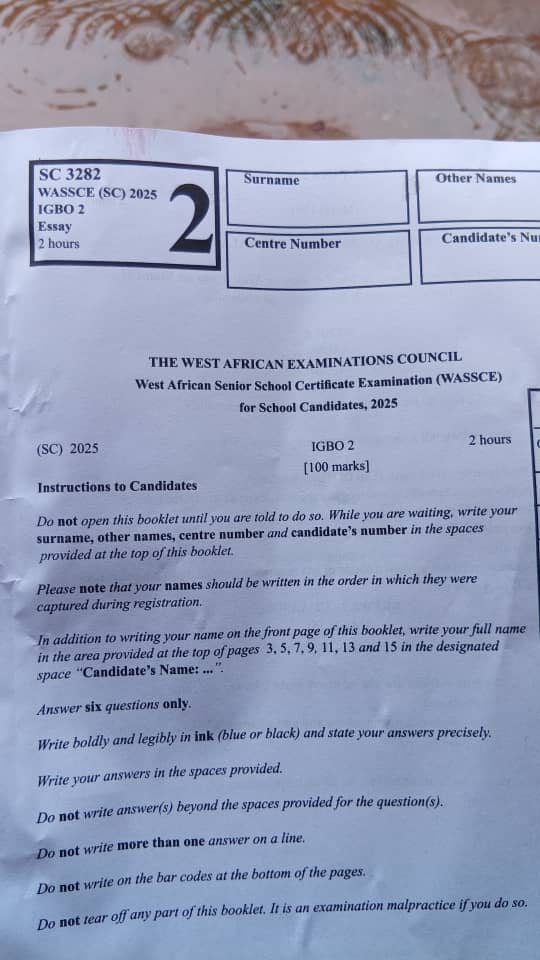 SC 3282
WASSCE (SC) 2025
IGBO 2
Essay
2 hours
2
Surname
Other Names
Centre Number
Candidate's
THE WEST AFRICAN EXAMINATIONS COUNCIL
West African Senior School Certificate Examination (WASSCE)
for School Candidates, 2025
(SC) 2025
IGBO 2
2 hours
[100 marks]
Instructions to Candidates
Do not open this booklet until you are told to do so. While you are waiting, write your
surname, other names, centre number and candidate's number in the spaces
provided at the top of this booklet.
Please note that your names should be written in the order in which they were
captured during registration.
In addition to writing your name on the front page of this booklet, write your full name
in the area provided at the top of pages 3, 5, 7, 9, 11, 13 and 15 in the designated
space "Candidate's Name: ...".
Answer six questions only.
Write boldly and legibly in ink (blue or black) and state your answers precisely.
Write your answers in the spaces provided.
Do not write answer(s) beyond the spaces provided for the question(s).
Do not write more than one answer on a line.
Do not write on the bar codes at the bottom of the pages.
Do not tear off any part of this booklet. It is an examination malpractice if you do so.